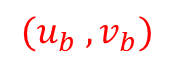 (u_b , v_b)